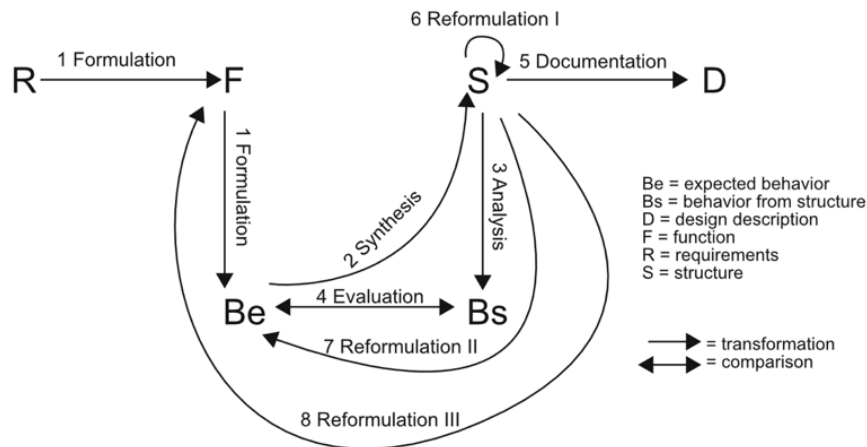 6 Reformulation I
1 Formulation
5 Documentation
R
F
S
D
1 Formulation
2 Synthesis
3 Analysis
Be = expected behavior
Bs = behavior from structure
D = design description
F = function
R = requirements
S = structure
Be
4 Evaluation
Bs
7 Reformulation II
= transformation
= comparison
8 Reformulation III